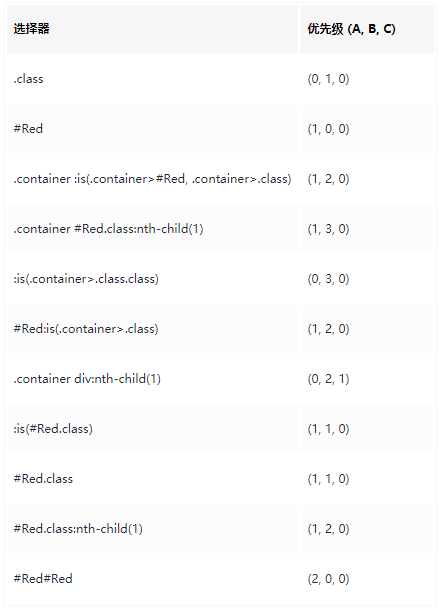 选择器 优先级 (A, B, C)
.class (0, 1, 0)
#Red (1, 0, 0)
.container :is(.container>#Red, .container>.class) (1, 2, 0)
.container #Red.class:nth-child(1) (1, 3, 0)
:is(.container>.class.class) (0, 3, 0)
#Red:is(.container>.class) (1, 2, 0)
.container div:nth-child(1) (0, 2, 1)
:is(#Red.class) (1, 1, 0)
#Red.class (1, 1, 0)
#Red.class:nth-child(1) (1, 2, 0)
#Red#Red (2, 0, 0)